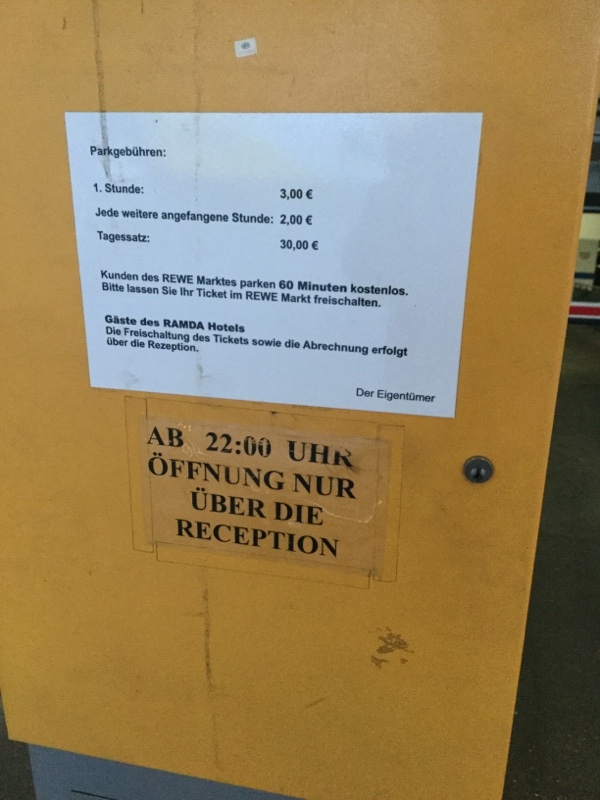 Parkgebühren:
1. Stunde: 3,00 €
Jede weitere angefangene Stunde: 2,00 €
Tagessatz: 30,00 €
Kunden des REWE Marktes parken 60 Minuten kostenlos.
Bitte lassen Sie Ihr Ticket im REWE Markt freischalten.
Gäste des RAMDA Hotels
Die Freischaltung des Tickets sowie die Abrechnung erfolgt
über die Rezeption.
Der Eigentümer
AB 22:00 UHR
ÖFFNUNG NUR
ÜBER DIE
RECEPTION